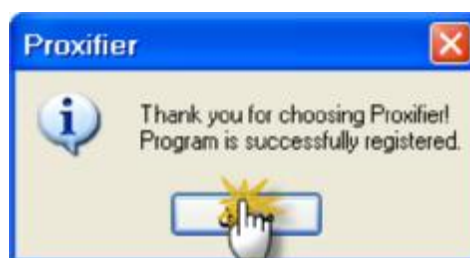 Proxifier
Thank you for choosing Proxifier!
Program is successfully registered.